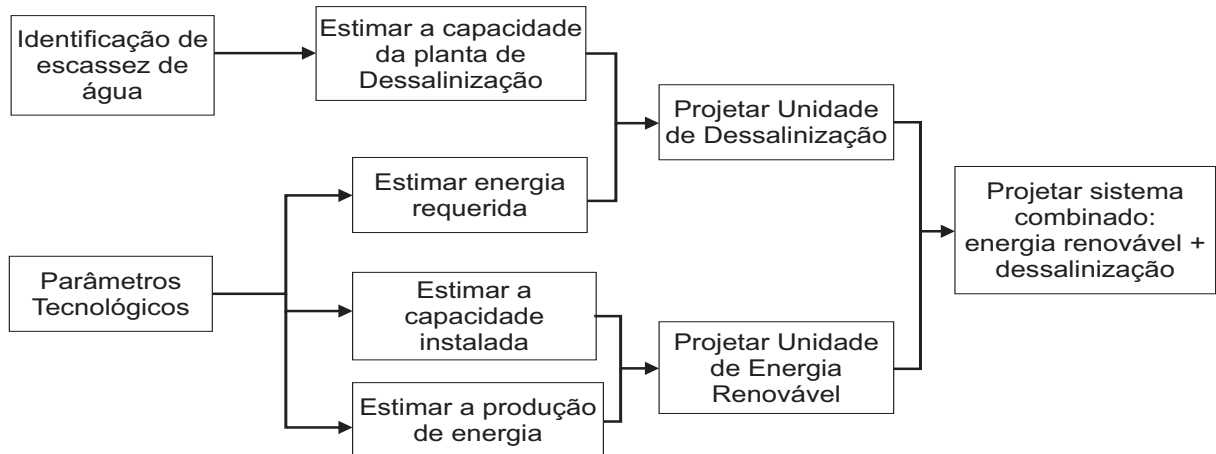 Identificação de
escassez de
água
Estimar a capacidade
da planta de
Dessalinização
Projetar Unidade
de Dessalinização
Estimar energia
requerida
Projetar sistema
combinado:
energia renovável +
dessalinização
Parâmetros
Tecnológicos
Estimar a
capacidade
instalada
Projetar Unidade
de Energia
Renovável
Estimar a produção
de energia